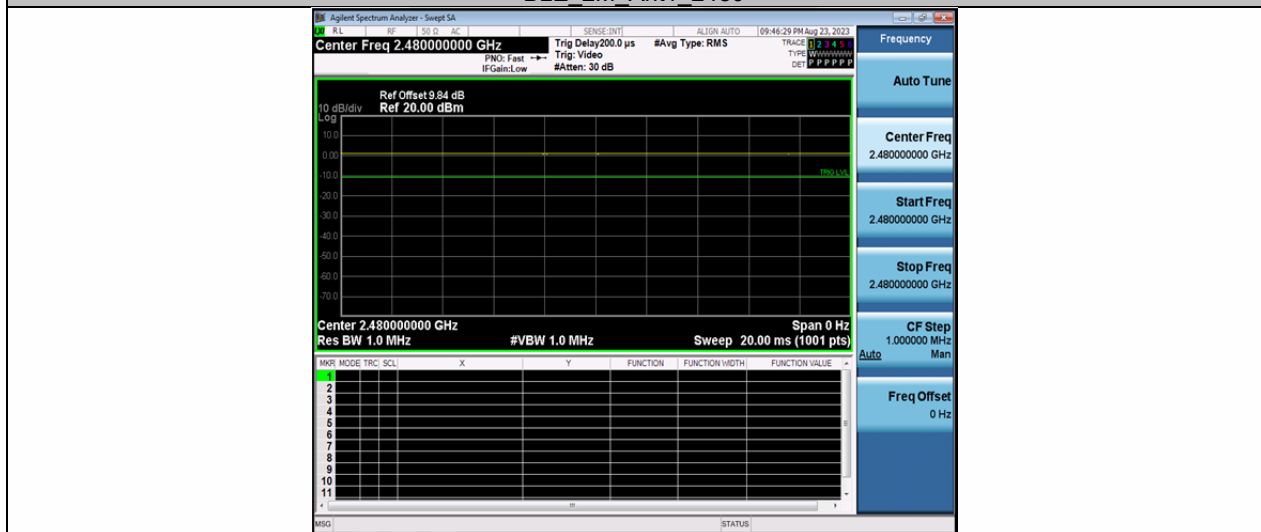 Agilent Spectrum Analyzer - Swept SA
RL RF 50 Ω AC SENSE:INT ALIGN AUTO 09:46:29 PM Aug 23, 2023
Center Freq 2.480000000 GHz Trig Delay200.0 µs #Avg Type: RMS TRACE 1 2 3 4 5 6
PNO: Fast Trig: Video TYPE WWWWWW
IFGain:Low #Atten: 30 dB DET P P P P P P
Ref Offset 9.84 dB
10 dB/div Ref 20.00 dBm
Log
10.0
0.00
-10.0
TRIG LVL
-20.0
-30.0
-40.0
-50.0
-60.0
-70.0
Center 2.480000000 GHz Span 0 Hz
Res BW 1.0 MHz #VBW 1.0 MHz Sweep 20.00 ms (1001 pts)
MKR MODE TRC SCL X Y FUNCTION FUNCTION WIDTH FUNCTION VALUE
1
2
3
4
5
6
7
8
9
10
11
MSG STATUS
Frequency
Auto Tune
Center Freq
2.480000000 GHz
Start Freq
2.480000000 GHz
Stop Freq
2.480000000 GHz
CF Step
1.000000 MHz
Auto Man
Freq Offset
0 Hz